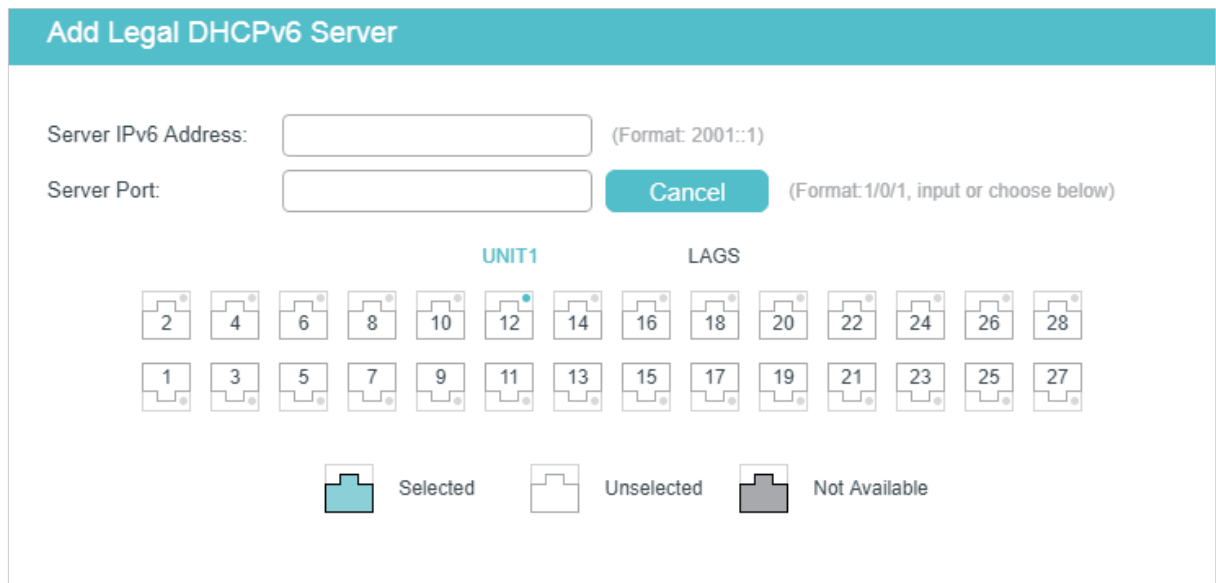 Add Legal DHCPv6 Server
Server IPv6 Address: (Format: 2001::1)
Server Port: Cancel (Format:1/0/1, input or choose below)
UNIT1 LAGS
2 4 6 8 10 12 14 16 18 20 22 24 26 28
1 3 5 7 9 11 13 15 17 19 21 23 25 27
Selected Unselected Not Available